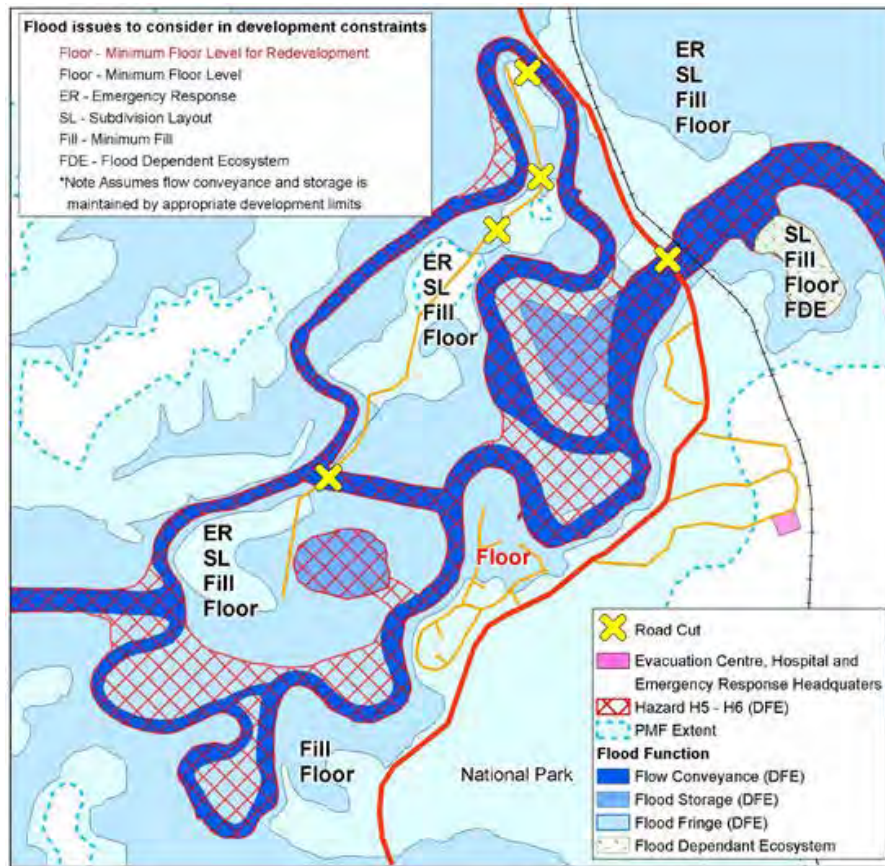 Flood issues to consider in development constraints
Floor - Minimum Floor Level for Redevelopment
Floor - Minimum Floor Level
ER - Emergency Response
SL - Subdivision Layout
Fill - Minimum Fill
FDE - Flood Dependent Ecosystem
*Note Assumes flow conveyance and storage is
maintained by appropriate development limits
ER
SL
Fill
Floor
SL
Fill
Floor
FDE
ER
SL
Fill
Floor
ER
SL
Fill
Floor
Floor
Fill
Floor
National Park
Road Cut
Evacuation Centre, Hospital and
Emergency Response Headquaters
Hazard H5 - H6 (DFE)
PMF Extent
Flood Function
Flow Conveyance (DFE)
Flood Storage (DFE)
Flood Fringe (DFE)
Flood Dependant Ecosystem